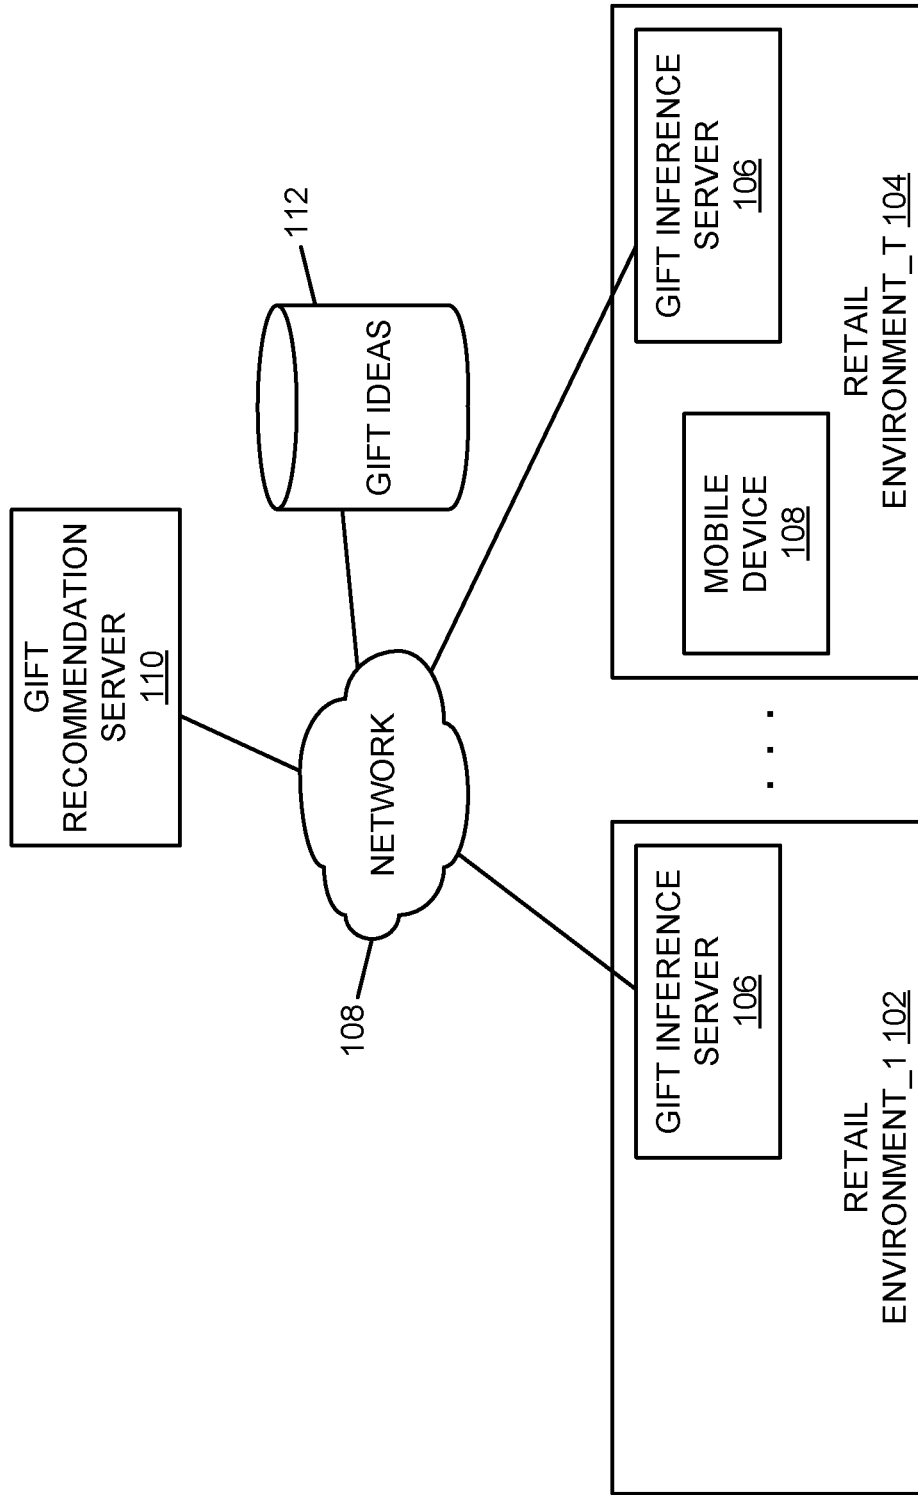 GIFT
RECOMMENDATION
SERVER
110
112
GIFT IDEAS
NETWORK
108
GIFT INFERENCE
SERVER
106
RETAIL
ENVIRONMENT_1 102
. . .
MOBILE
DEVICE
108
GIFT INFERENCE
SERVER
106
RETAIL
ENVIRONMENT_T 104